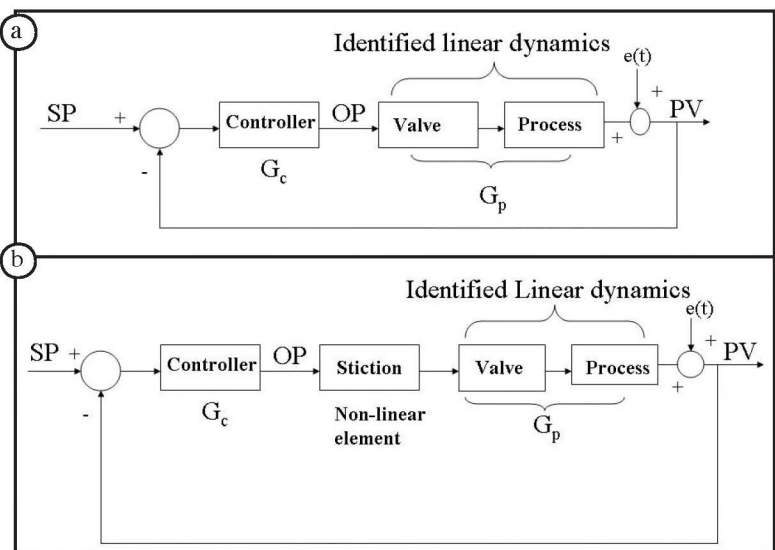 a
Identified linear dynamics
e(t)
SP + Controller OP Valve Process + + PV
-
G_c
G_p
b
Identified Linear dynamics
e(t)
SP + Controller OP Stiction Valve Process + + PV
-
G_c
Non-linear
element
G_p